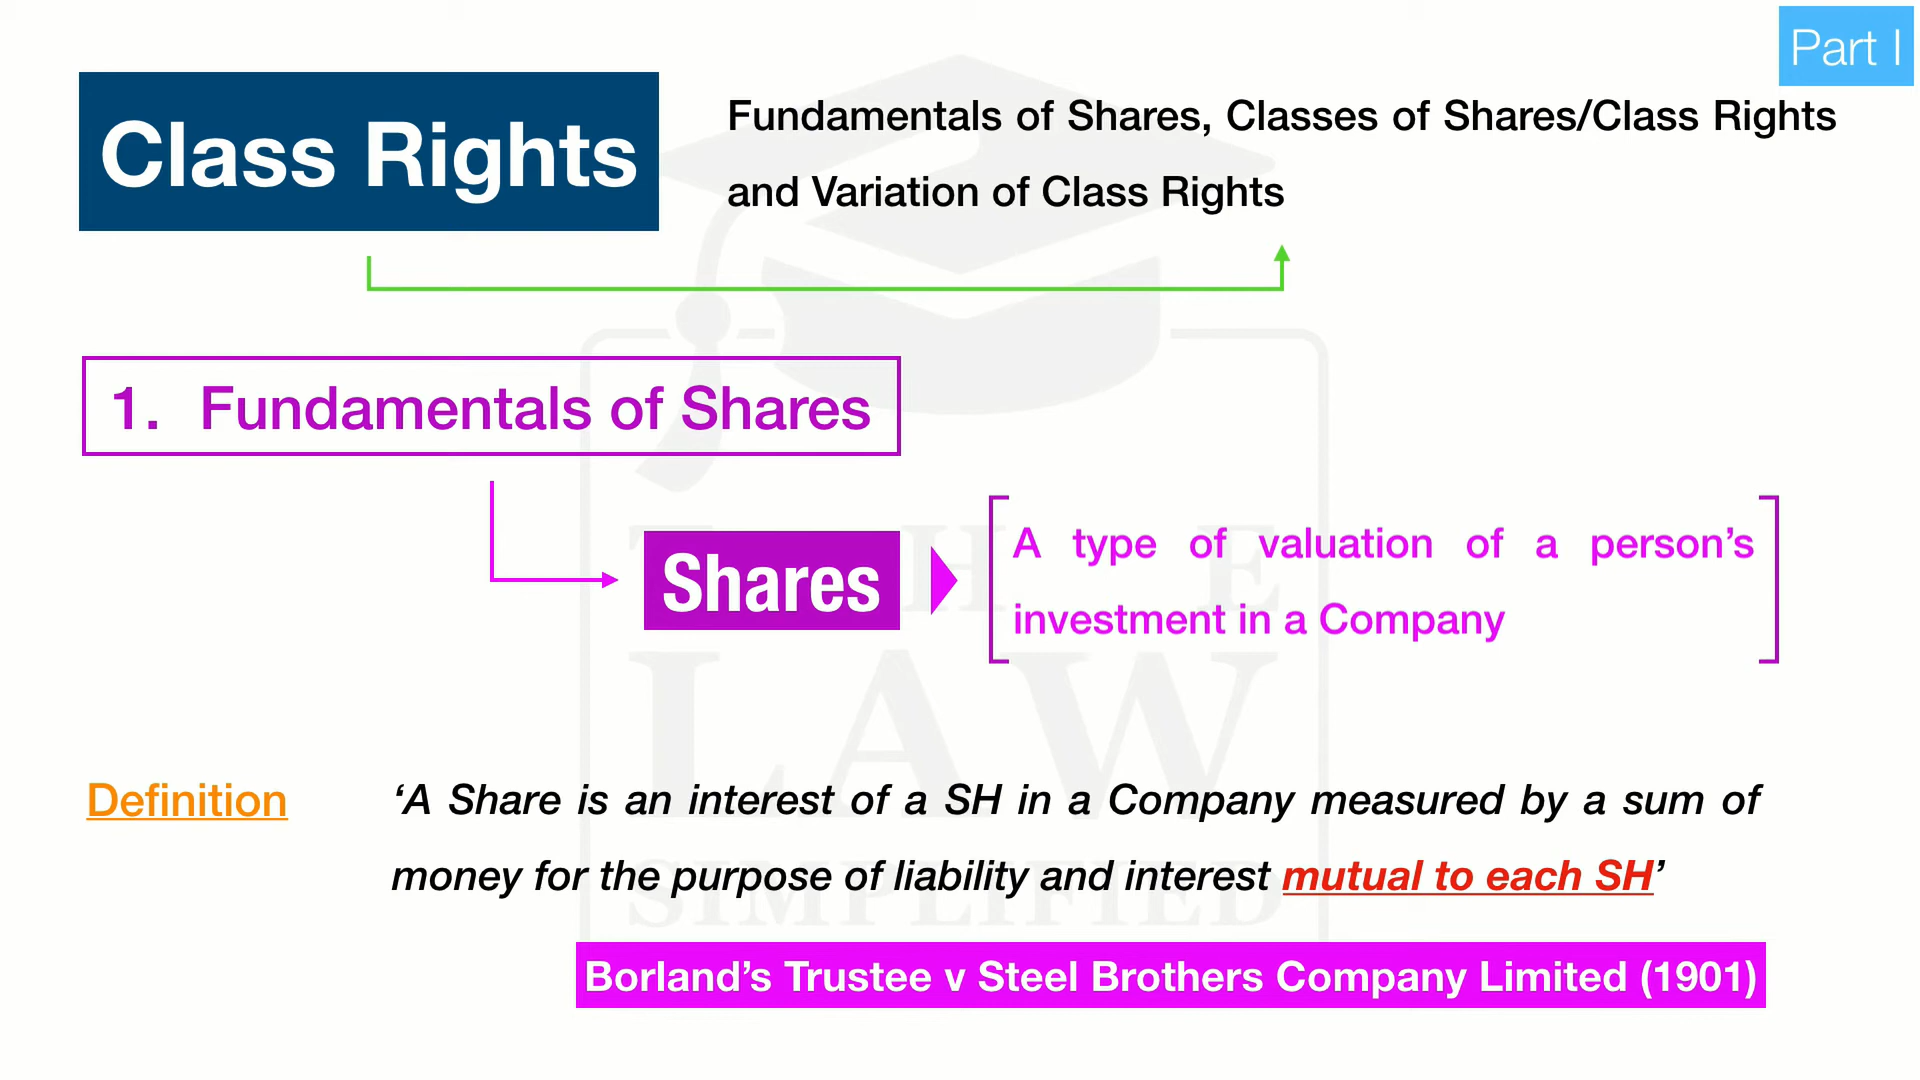 Part I
Class Rights
Fundamentals of Shares, Classes of Shares/Class Rights
and Variation of Class Rights
1. Fundamentals of Shares
Shares
A type of valuation of a person’s
investment in a Company
Definition
‘A Share is an interest of a SH in a Company measured by a sum of
money for the purpose of liability and interest mutual to each SH’
Borland’s Trustee v Steel Brothers Company Limited (1901)
THE
LAW
SIMPLIFIED